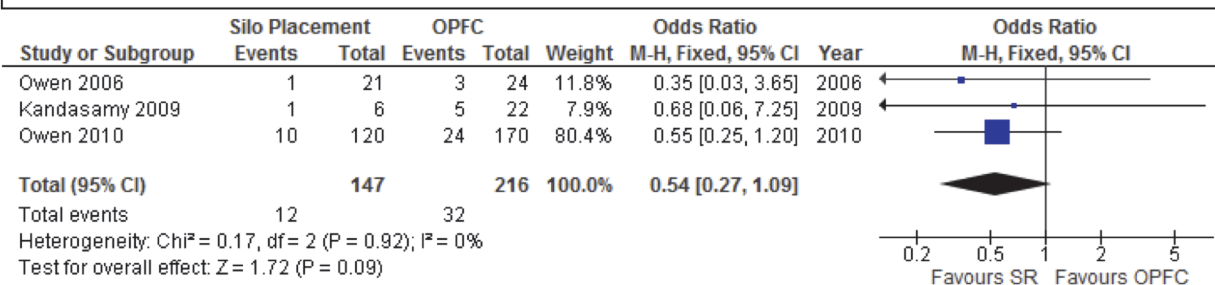 Silo Placement OPFC Odds Ratio Odds Ratio
Study or Subgroup Events Total Events Total Weight M-H, Fixed, 95% CI Year M-H, Fixed, 95% CI
Owen 2006 1 21 3 24 11.8% 0.35 [0.03, 3.65] 2006
Kandasamy 2009 1 6 5 22 7.9% 0.68 [0.06, 7.25] 2009
Owen 2010 10 120 24 170 80.4% 0.55 [0.25, 1.20] 2010
Total (95% CI) 147 216 100.0% 0.54 [0.27, 1.09]
Total events 12 32
Heterogeneity: Chi² = 0.17, df = 2 (P = 0.92); I² = 0%
Test for overall effect: Z = 1.72 (P = 0.09)
0.2 0.5 1 2 5
Favours SR Favours OPFC